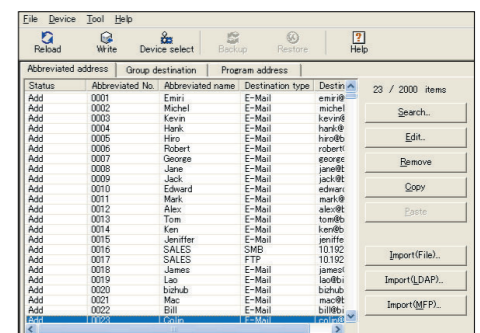 File Device Tool Help
Reload Write Device select Backup Restore Help
Abbreviated address Group destination Program address
Status Abbreviated No. Abbreviated name Destination type Destin
23 / 2000 items
Add 0001 Emiri E-Mail emiri@
Add 0002 Michel E-Mail michel
Search...
Add 0003 Kevin E-Mail kevin@
Add 0004 Hank E-Mail hank@
Add 0005 Hiro E-Mail hiro@b
Edit...
Add 0006 Robert E-Mail robert
Add 0007 George E-Mail george
Add 0008 Jane E-Mail jane@b
Remove
Add 0009 Jack E-Mail jack@b
Add 0010 Edward E-Mail edward
Copy
Add 0011 Mark E-Mail mark@
Add 0012 Alex E-Mail alex@b
Paste
Add 0013 Tom E-Mail tom@b
Add 0014 Ken E-Mail ken@b
Add 0015 Jeniffer E-Mail jeniffe
Add 0016 SALES SMB 10.192
Add 0017 SALES FTP 10.192
Import(File)...
Add 0018 James E-Mail james
Add 0019 Lao E-Mail lao@bi
Import(LDAP)...
Add 0020 bizhub E-Mail bizhub
Add 0021 Mac E-Mail mac@b
Import(MFP)...
Add 0022 Bill E-Mail bill@b
Add 0023 Colin E-Mail colin@